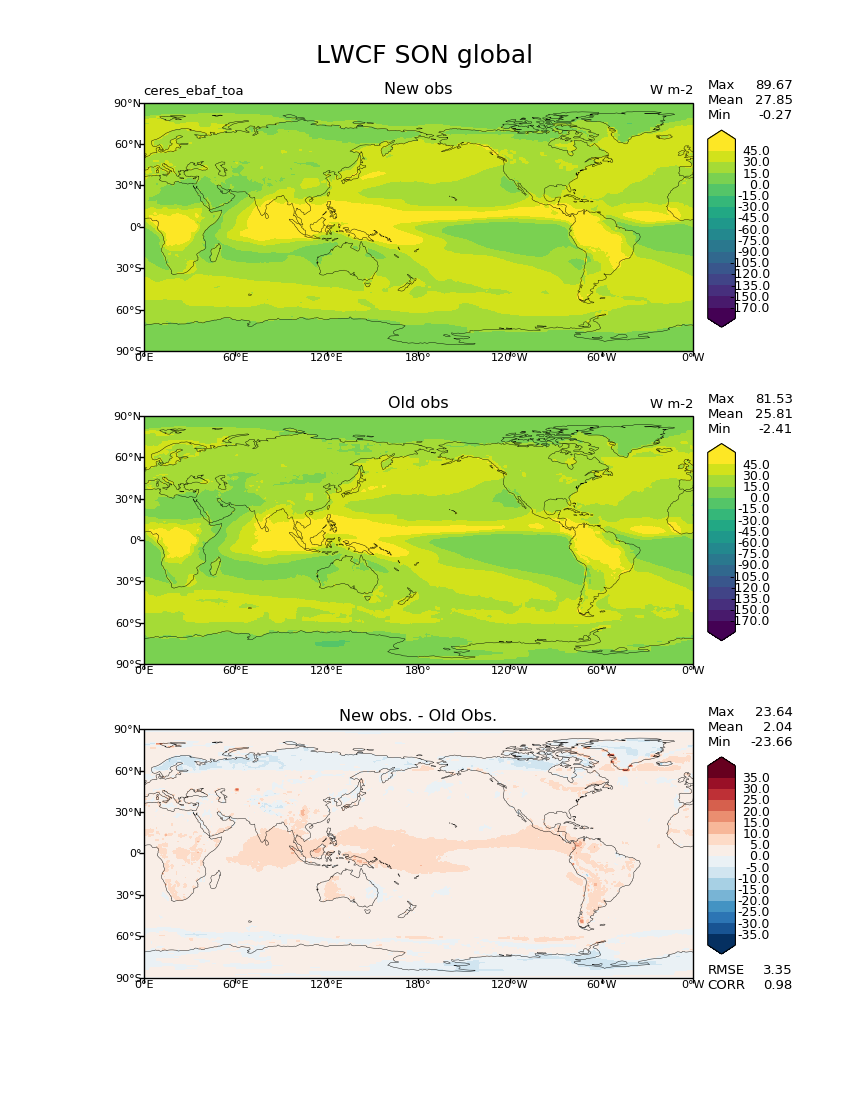 LWCF SON global
ceres_ebaf_toa New obs W m-2
Max 89.67
Mean 27.85
Min -0.27
90°N
60°N
30°N
0°
30°S
60°S
90°S
0°E 60°E 120°E 180° 120°W 60°W 0°W
45.0
30.0
15.0
0.0
-15.0
-30.0
-45.0
-60.0
-75.0
-90.0
-105.0
-120.0
-135.0
-150.0
-170.0
Old obs W m-2
Max 81.53
Mean 25.81
Min -2.41
90°N
60°N
30°N
0°
30°S
60°S
90°S
0°E 60°E 120°E 180° 120°W 60°W 0°W
45.0
30.0
15.0
0.0
-15.0
-30.0
-45.0
-60.0
-75.0
-90.0
-105.0
-120.0
-135.0
-150.0
-170.0
New obs. - Old Obs.
Max 23.64
Mean 2.04
Min -23.66
90°N
60°N
30°N
0°
30°S
60°S
90°S
0°E 60°E 120°E 180° 120°W 60°W 0°W
35.0
30.0
25.0
20.0
15.0
10.0
5.0
0.0
-5.0
-10.0
-15.0
-20.0
-25.0
-30.0
-35.0
RMSE 3.35
CORR 0.98